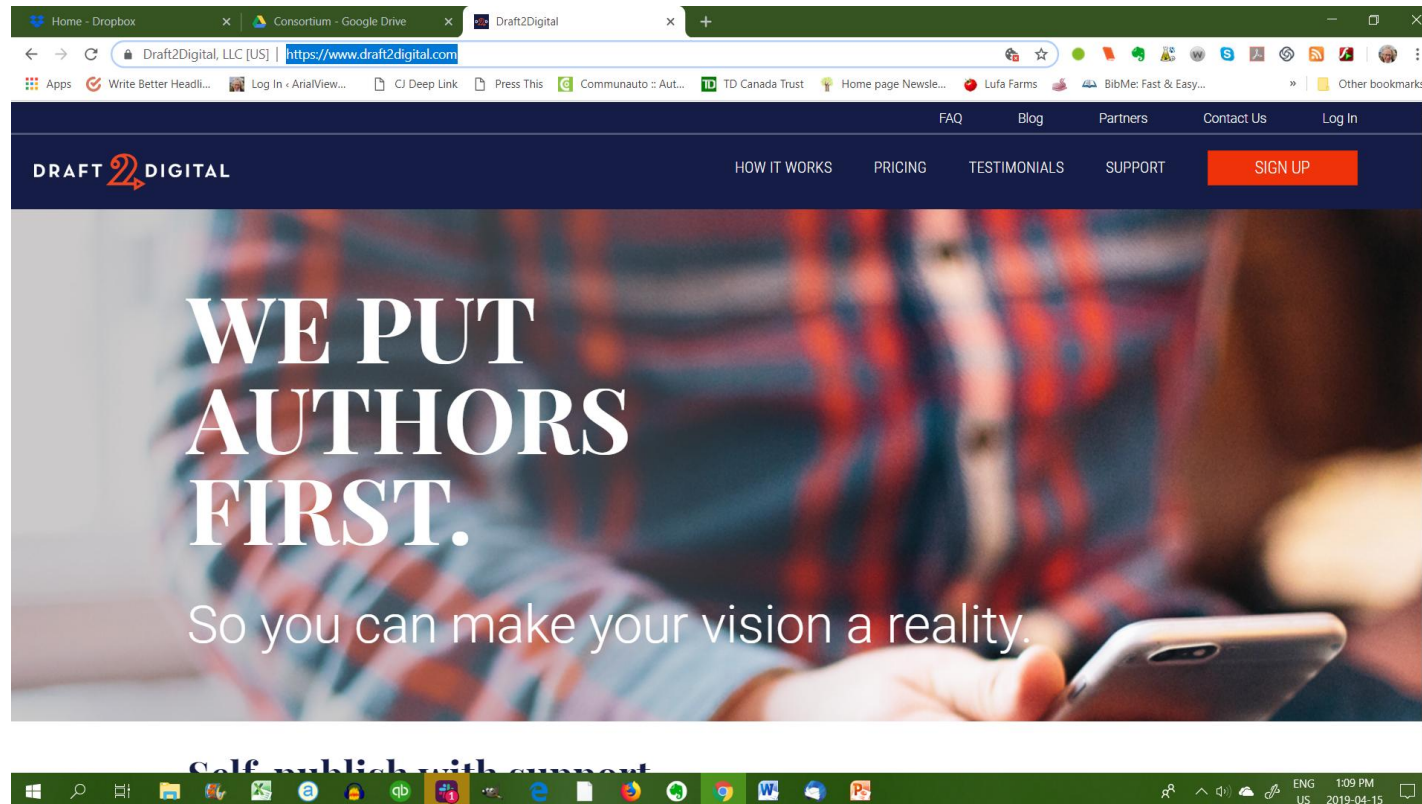 Home - Dropbox
Consortium - Google Drive
Draft2Digital
Draft2Digital, LLC [US] | https://www.draft2digital.com
Apps
Write Better Headli...
Log In ‹ ArialView...
CJ Deep Link
Press This
Communauto :: Aut...
TD Canada Trust
Home page Newsle...
Lufa Farms
BibMe: Fast & Easy...
»
Other bookmarks
FAQ
Blog
Partners
Contact Us
Log In
DRAFT 2 DIGITAL
HOW IT WORKS
PRICING
TESTIMONIALS
SUPPORT
SIGN UP
WE PUT
AUTHORS
FIRST.
So you can make your vision a reality.
Self-publish with support
ENG
US
1:09 PM
2019-04-15